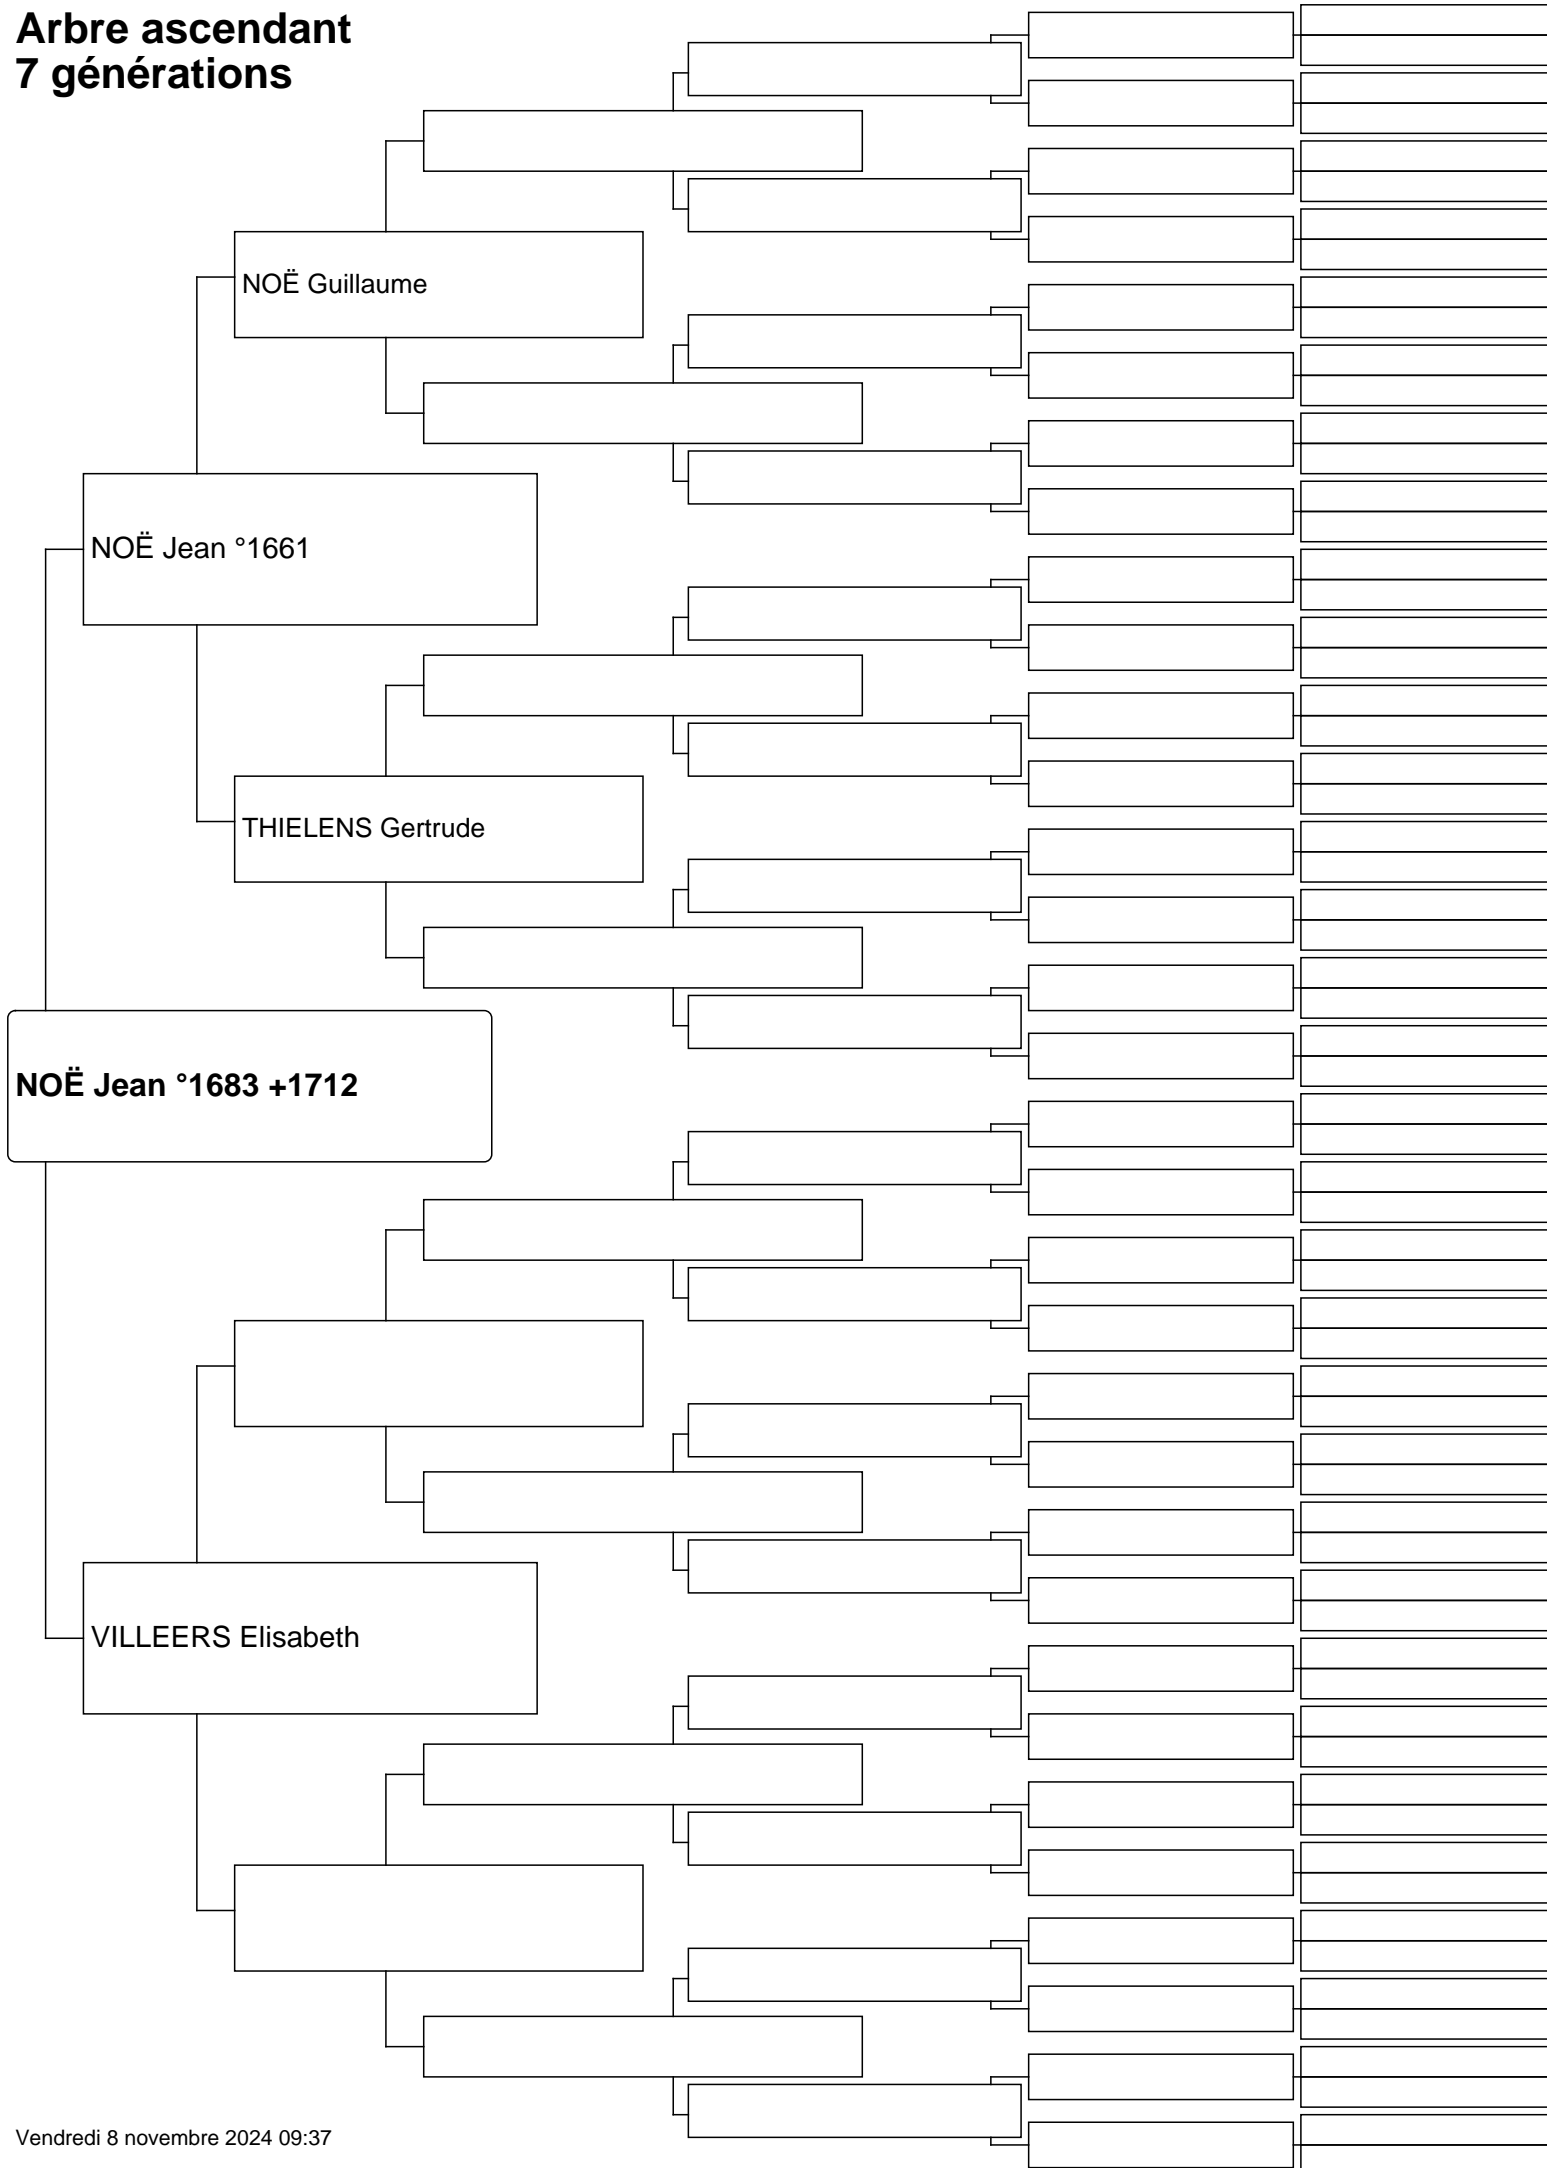 Arbre ascendant
7 générations
NOË Guillaume
NOË Jean °1661
THIELENS Gertrude
NOË Jean °1683 +1712
VILLEERS Elisabeth
Vendredi 8 novembre 2024 09:37